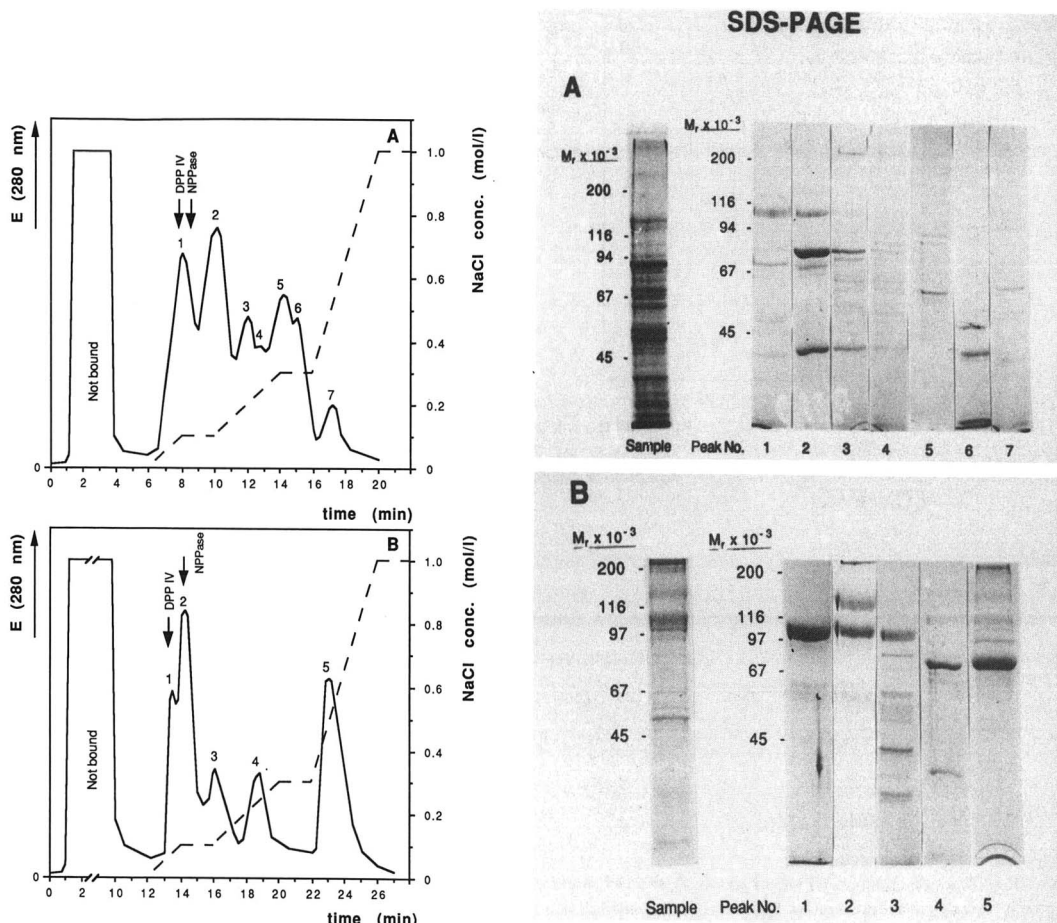 SDS-PAGE
A
E (280 nm)
1.0
0.8
0.6
0.4
0.2
0
NaCl conc. (mol/l)
0
Not bound
DPP IV
NPPase
1
2
3
4
5
6
7
0 2 4 6 8 10 12 14 16 18 20
time (min)
B
E (280 nm)
1.0
0.8
0.6
0.4
0.2
0
NaCl conc. (mol/l)
0
Not bound
DPP IV
NPPase
1
2
3
4
5
0 2 10 14 16 18 20 22 24 26
time (min)
A
Mr x 10-3
200 -
116 -
94 -
67 -
45 -
Mr x 10-3
200 -
116 -
94 -
67 -
45 -
Sample Peak No. 1 2 3 4 5 6 7
B
Mr x 10-3
200 -
116 -
97 -
67 -
45 -
Mr x 10-3
200 -
116 -
97 -
67 -
45 -
Sample Peak No. 1 2 3 4 5